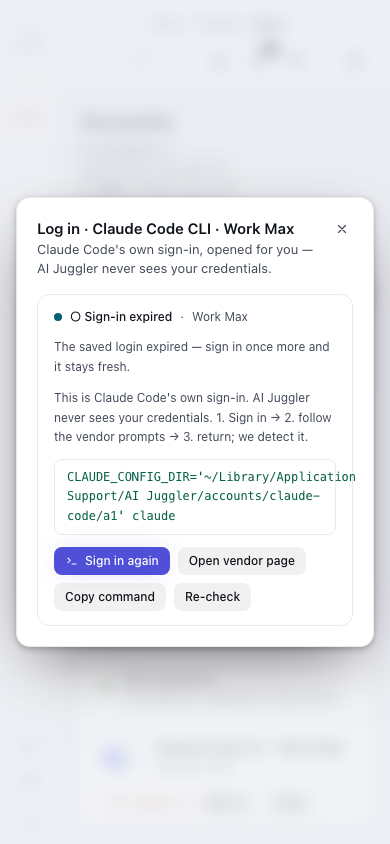 Log in · Claude Code CLI · Work Max
Claude Code's own sign-in, opened for you —
AI Juggler never sees your credentials.
Sign-in expired · Work Max
The saved login expired — sign in once more and
it stays fresh.
This is Claude Code's own sign-in. AI Juggler
never sees your credentials. 1. Sign in → 2. follow
the vendor prompts → 3. return; we detect it.
CLAUDE_CONFIG_DIR='~/Library/Application
Support/AI Juggler/accounts/claude-
code/a1' claude
Sign in again
Open vendor page
Copy command
Re-check